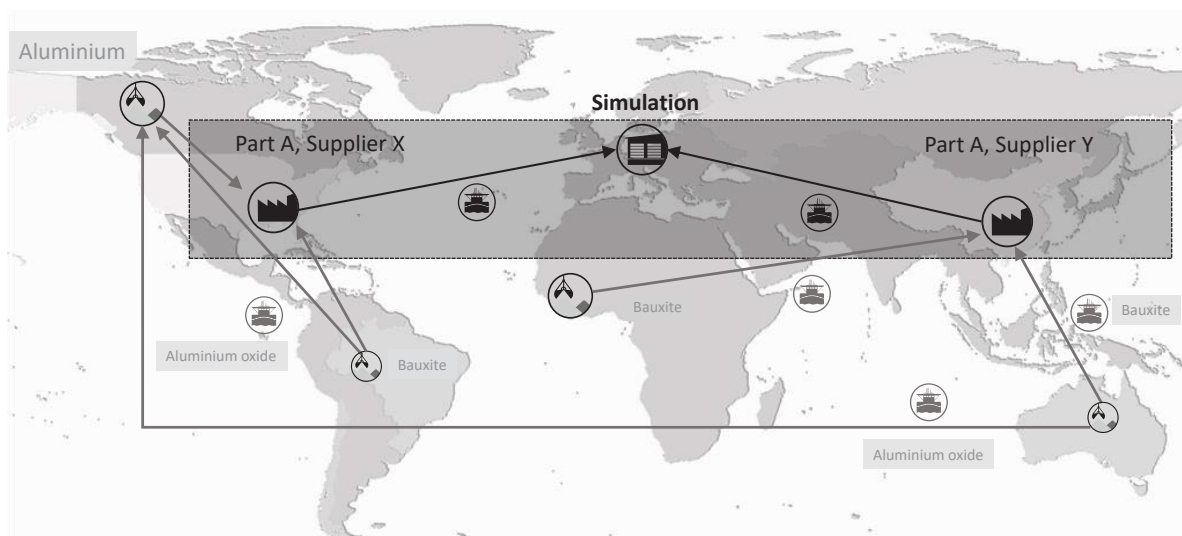 Aluminium
Simulation
Part A, Supplier X
Part A, Supplier Y
Bauxite
Bauxite
Aluminium oxide
Bauxite
Aluminium oxide